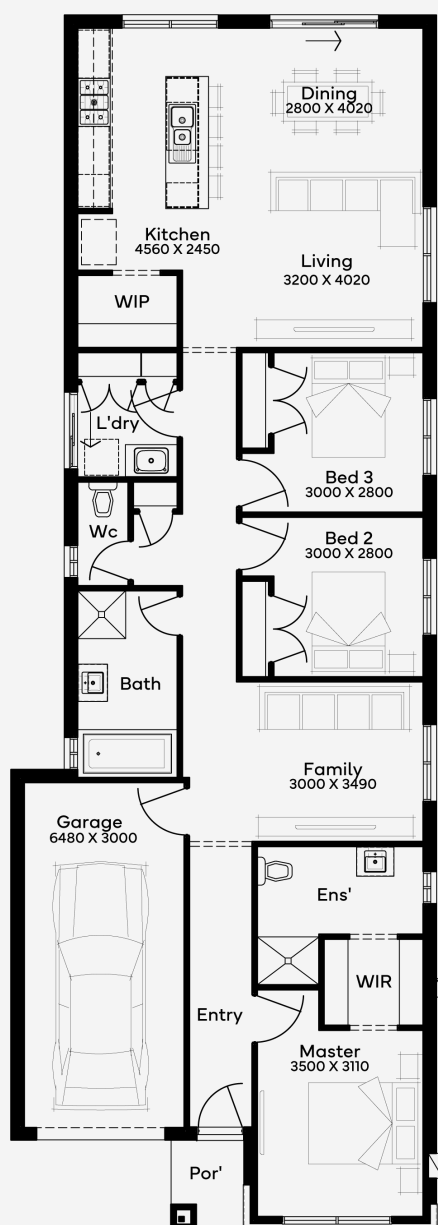 Dining
2800 X 4020
Kitchen
4560 X 2450
Living
3200 X 4020
WIP
L'dry
Bed 3
3000 X 2800
Wc
Bed 2
3000 X 2800
Bath
Family
3000 X 3490
Garage
6480 X 3000
Ens'
WIR
Entry
Master
3500 X 3110
Por'